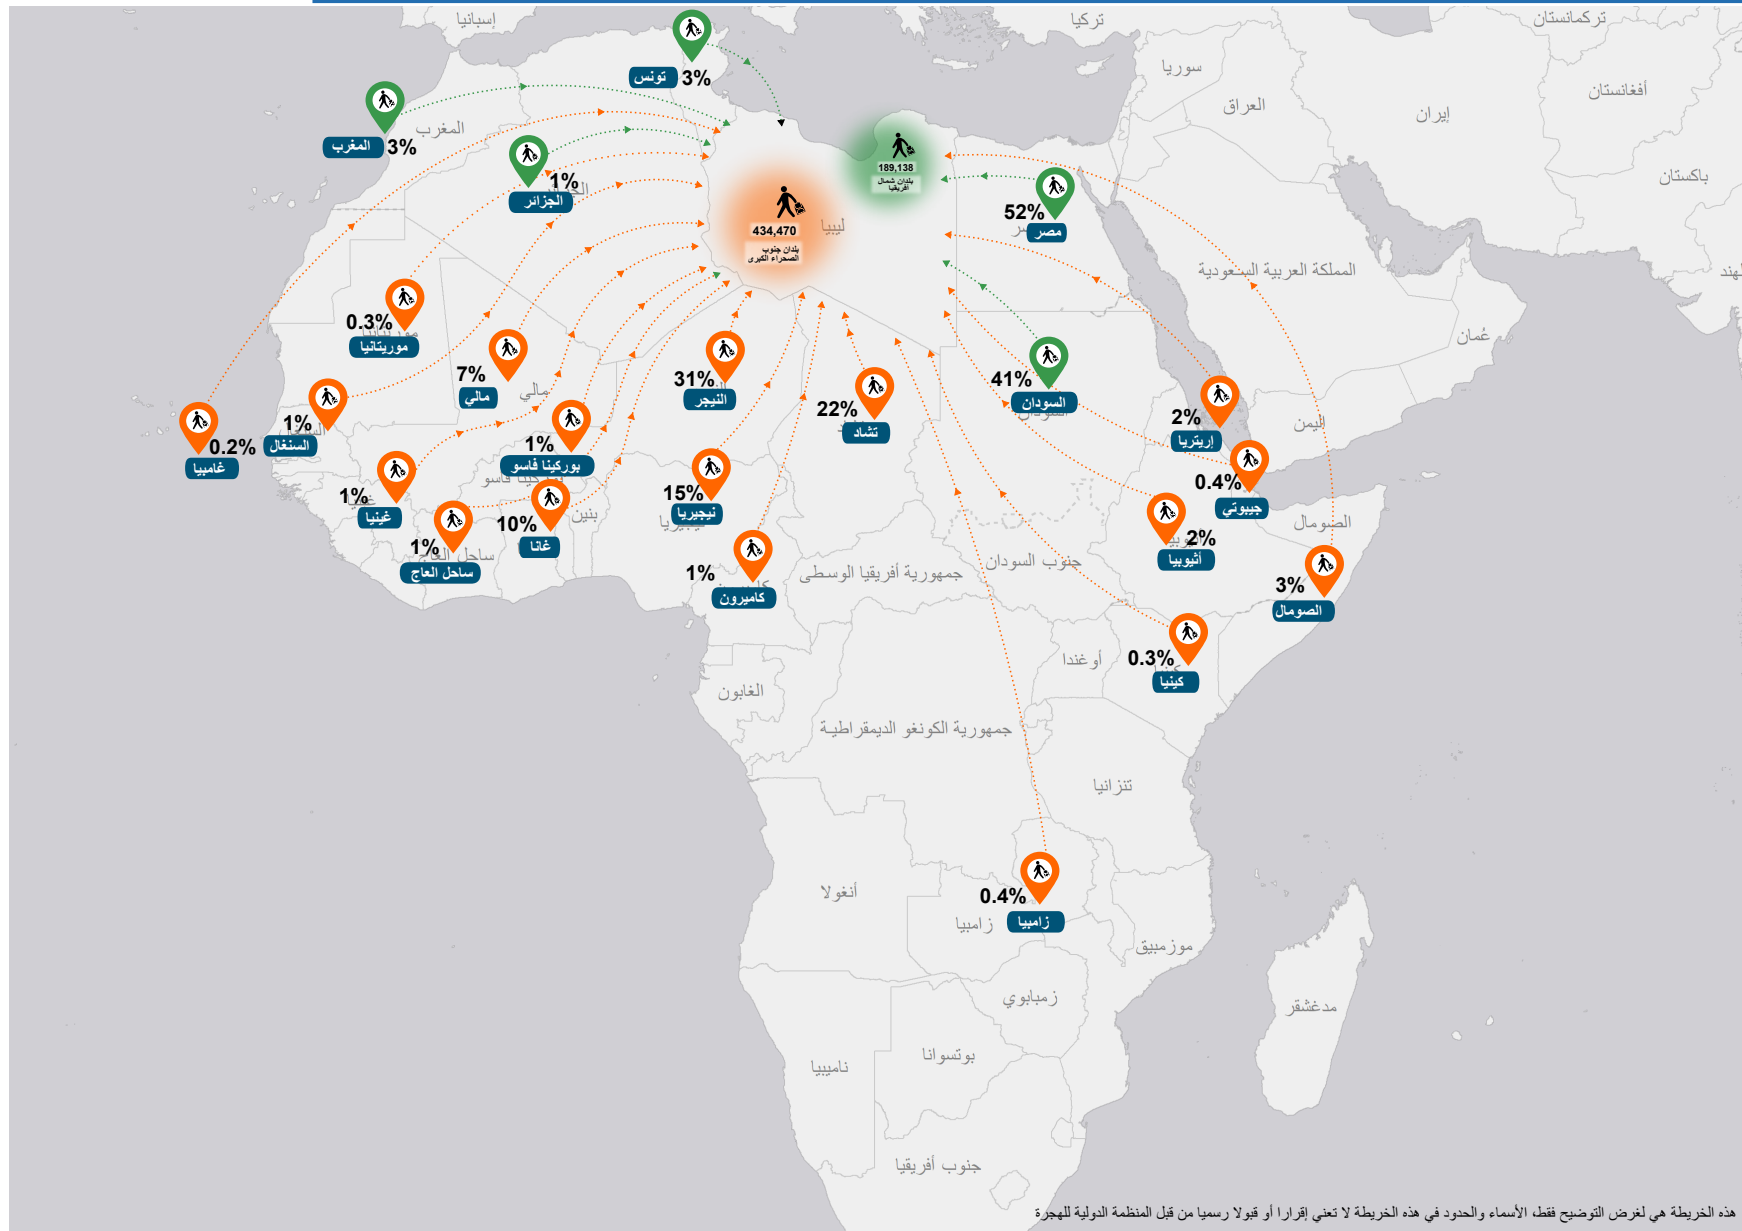 إسبانيا
تركيا
تركمانستان
تونس
3%
سوريا
العراق
إيران
أفغانستان
باكستان
المغرب
المغرب
3%
1%
الجزائر
189,138
بلدان شمال
أفريقيا
434,470
بلدان جنوب
الصحراء الكبرى
ليبيا
52%
مصر
المملكة العربية السعودية
عُمان
اليمن
0.3%
موريتانيا
7%
مالي
مالي
31%
النيجر
22%
تشاد
41%
السودان
2%
إريتريا
0.4%
جيبوتي
0.2%
غامبيا
1%
السنغال
1%
بوركينا فاسو
1%
غينيا
1%
ساحل العاج
ساحل العاج
10%
غانا
بنين
15%
نيجيريا
1%
كاميرون
جمهورية أفريقيا الوسطى
جنوب السودان
2%
أثيوبيا
الصومال
3%
الصومال
0.3%
كينيا
أوغندا
الغابون
جمهورية الكونغو الديمقراطية
تنزانيا
أنغولا
0.4%
زامبيا
زامبيا
موزمبيق
زمبابوي
مدغشقر
ناميبيا
بوتسوانا
جنوب أفريقيا
هذه الخريطة هي لغرض التوضيح فقط، الأسماء والحدود في هذه الخريطة لا تعني إقرارا أو قبولا رسميا من قبل المنظمة الدولية للهجرة